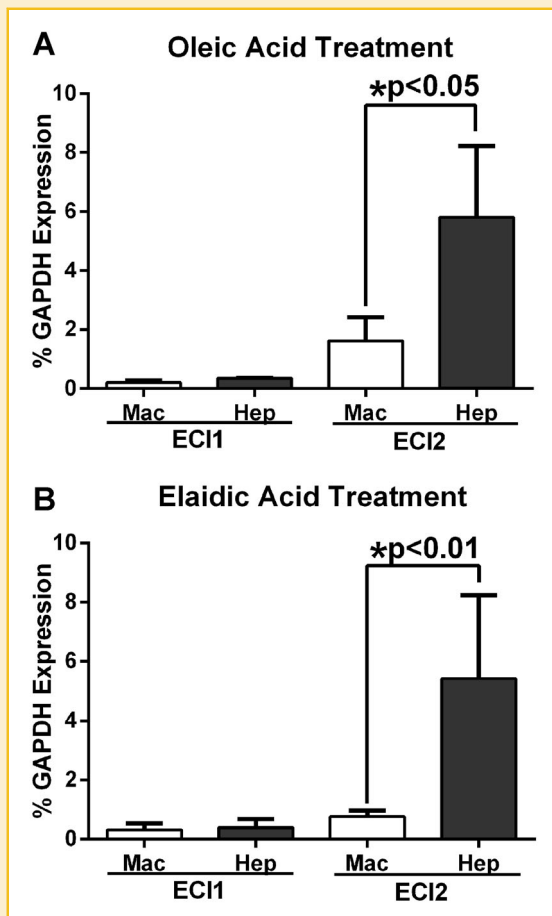 A
Oleic Acid Treatment
*p<0.05
% GAPDH Expression
10
8
6
4
2
0
Mac Hep Mac Hep
ECI1 ECI2
B
Elaidic Acid Treatment
*p<0.01
% GAPDH Expression
10
8
6
4
2
0
Mac Hep Mac Hep
ECI1 ECI2